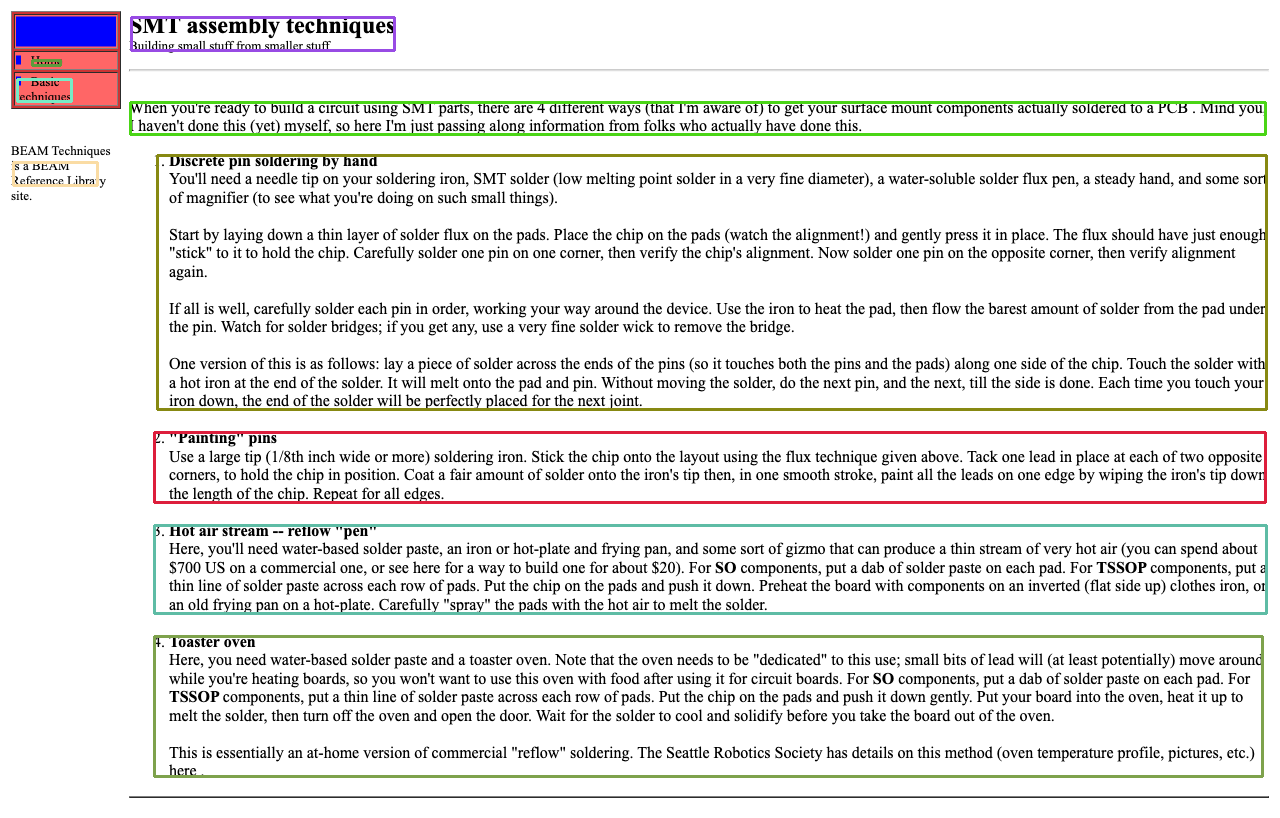 SMT assembly techniques
Building small stuff from smaller stuff
Home
Basic
techniques
BEAM Techniques
is a BEAM
Reference Library
site.
When you're ready to build a circuit using SMT parts, there are 4 different ways (that I'm aware of) to get your surface mount components actually soldered to a PCB . Mind you,
I haven't done this (yet) myself, so here I'm just passing along information from folks who actually have done this.
1. Discrete pin soldering by hand
You'll need a needle tip on your soldering iron, SMT solder (low melting point solder in a very fine diameter), a water-soluble solder flux pen, a steady hand, and some sort
of magnifier (to see what you're doing on such small things).
Start by laying down a thin layer of solder flux on the pads. Place the chip on the pads (watch the alignment!) and gently press it in place. The flux should have just enough
"stick" to it to hold the chip. Carefully solder one pin on one corner, then verify the chip's alignment. Now solder one pin on the opposite corner, then verify alignment
again.
If all is well, carefully solder each pin in order, working your way around the device. Use the iron to heat the pad, then flow the barest amount of solder from the pad under
the pin. Watch for solder bridges; if you get any, use a very fine solder wick to remove the bridge.
One version of this is as follows: lay a piece of solder across the ends of the pins (so it touches both the pins and the pads) along one side of the chip. Touch the solder with
a hot iron at the end of the solder. It will melt onto the pad and pin. Without moving the solder, do the next pin, and the next, till the side is done. Each time you touch your
iron down, the end of the solder will be perfectly placed for the next joint.
2. "Painting" pins
Use a large tip (1/8th inch wide or more) soldering iron. Stick the chip onto the layout using the flux technique given above. Tack one lead in place at each of two opposite
corners, to hold the chip in position. Coat a fair amount of solder onto the iron's tip then, in one smooth stroke, paint all the leads on one edge by wiping the iron's tip down
the length of the chip. Repeat for all edges.
3. Hot air stream -- reflow "pen"
Here, you'll need water-based solder paste, an iron or hot-plate and frying pan, and some sort of gizmo that can produce a thin stream of very hot air (you can spend about
$700 US on a commercial one, or see here for a way to build one for about $20). For SO components, put a dab of solder paste on each pad. For TSSOP components, put a
thin line of solder paste across each row of pads. Put the chip on the pads and push it down. Preheat the board with components on an inverted (flat side up) clothes iron, or
an old frying pan on a hot-plate. Carefully "spray" the pads with the hot air to melt the solder.
4. Toaster oven
Here, you need water-based solder paste and a toaster oven. Note that the oven needs to be "dedicated" to this use; small bits of lead will (at least potentially) move around
while you're heating boards, so you won't want to use this oven with food after using it for circuit boards. For SO components, put a dab of solder paste on each pad. For
TSSOP components, put a thin line of solder paste across each row of pads. Put the chip on the pads and push it down gently. Put your board into the oven, heat it up to
melt the solder, then turn off the oven and open the door. Wait for the solder to cool and solidify before you take the board out of the oven.
This is essentially an at-home version of commercial "reflow" soldering. The Seattle Robotics Society has details on this method (oven temperature profile, pictures, etc.)
here .